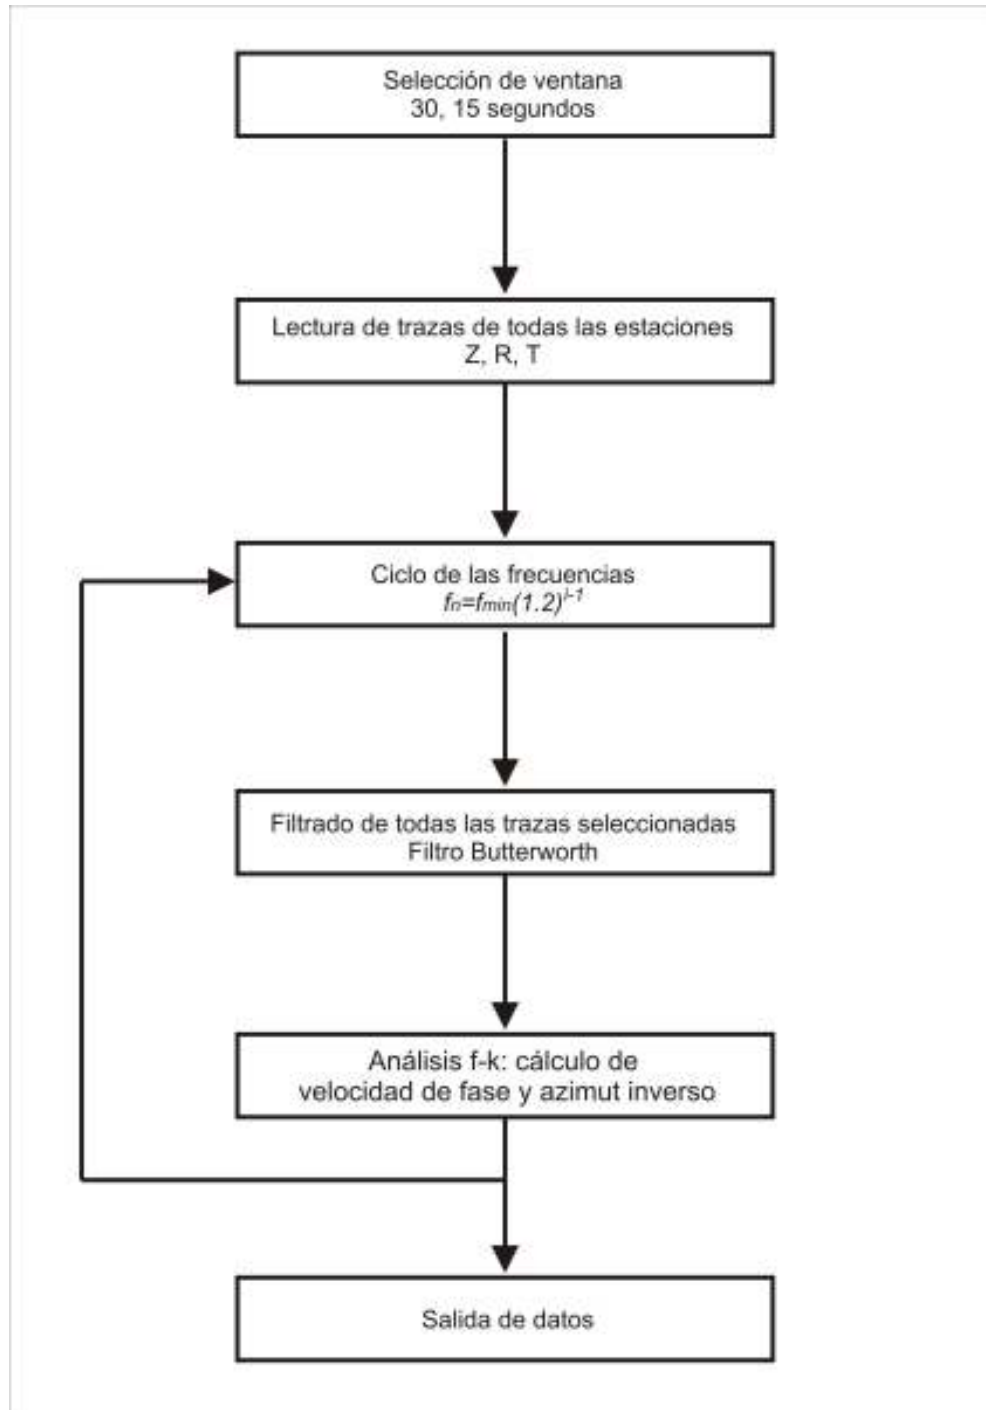 Selección de ventana
30, 15 segundos
Lectura de trazas de todas las estaciones
Z, R, T
Ciclo de las frecuencias
fn=fmin(1.2)^i-1
Filtrado de todas las trazas seleccionadas
Filtro Butterworth
Análisis f-k: cálculo de
velocidad de fase y azimut inverso
Salida de datos